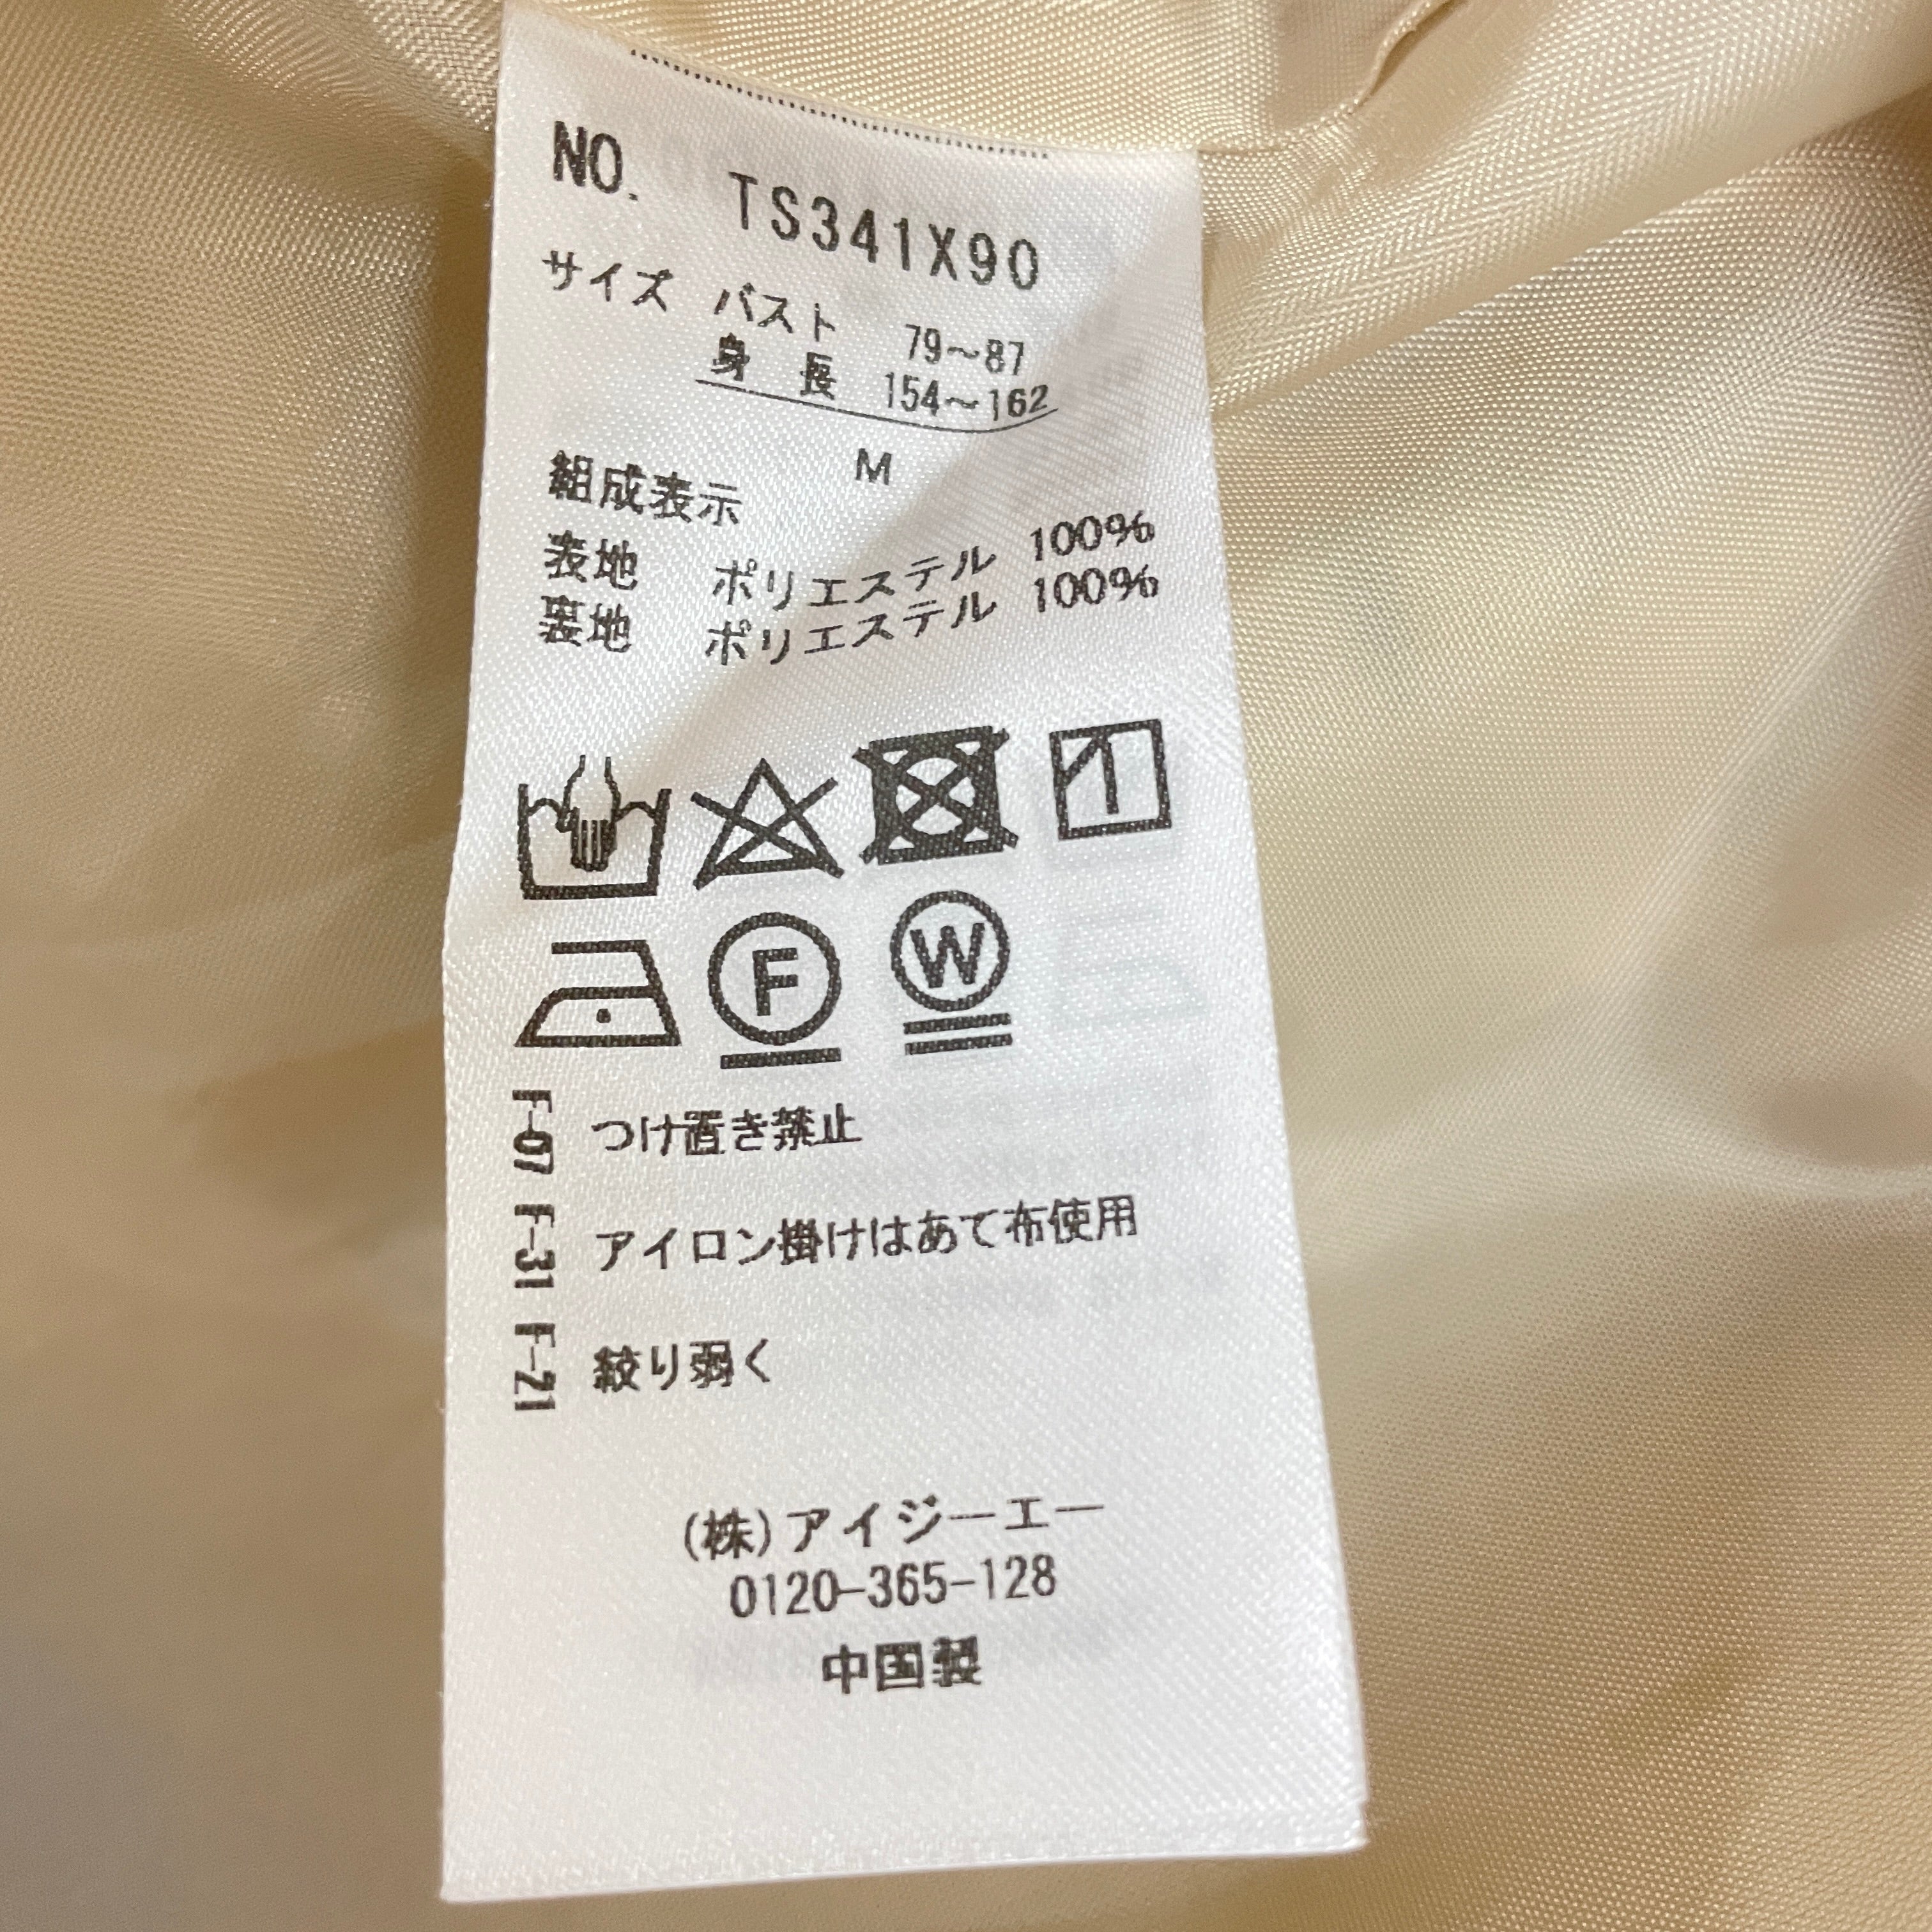 NO. TS341X90
サイズ バスト 79～87
身長 154～162
M
組成表示
表地 ポリエステル 100%
裏地 ポリエステル 100%
F
W
F-07 つけ置き禁止
F-31 アイロン掛けはあて布使用
F-21 絞り弱く
(株)アイジーエー
0120-365-128
中国製